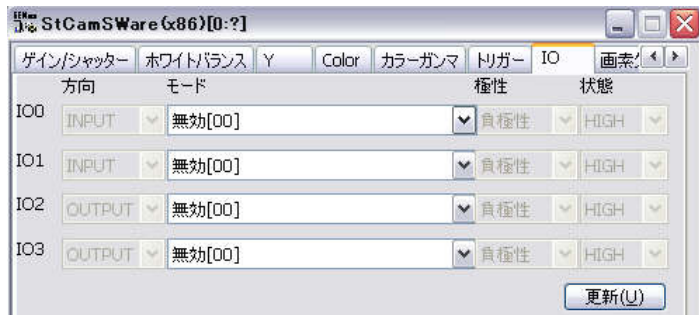 StCamSWare(x86)[0:?]
ゲイン/シャッター ホワイトバランス Y Color カラーガンマ トリガー IO
方向 モード 極性 状態
IO0 INPUT 無効[00] 負極性 HIGH
IO1 INPUT 無効[00] 負極性 HIGH
IO2 OUTPUT 無効[00] 負極性 HIGH
IO3 OUTPUT 無効[00] 負極性 HIGH
更新(U)